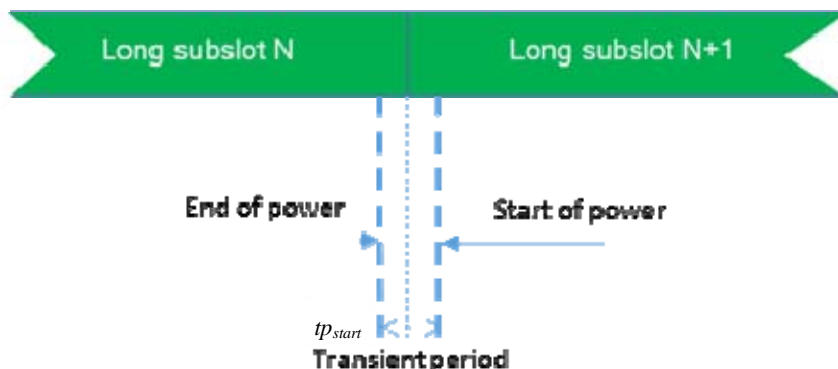 Long subslot N
Long subslot N+1
End of power
Start of power
tpstart
Transient period